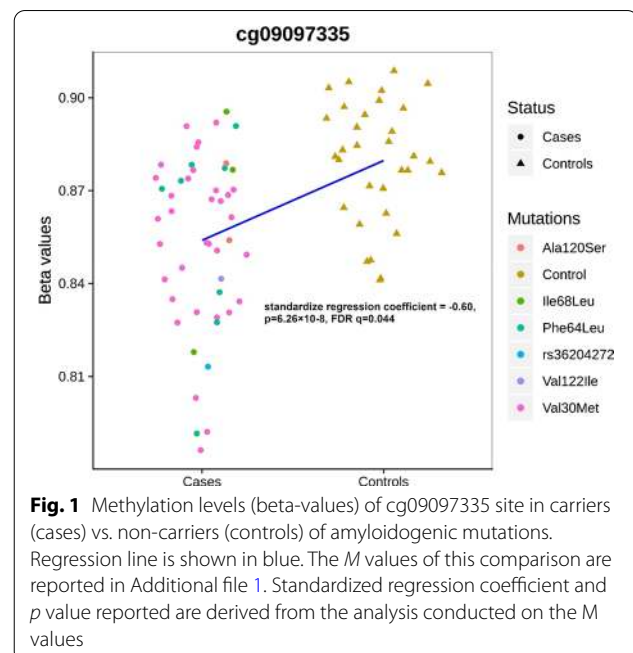 cg09097335
Beta values
0.90
0.87
0.84
0.81
standardize regression coefficient = -0.60,
p=6.26×10-8, FDR q=0.044
Cases
Controls
Status
Cases
Controls
Mutations
Ala120Ser
Control
Ile68Leu
Phe64Leu
rs36204272
Val122Ile
Val30Met
Fig. 1 Methylation levels (beta-values) of cg09097335 site in carriers
(cases) vs. non-carriers (controls) of amyloidogenic mutations.
Regression line is shown in blue. The M values of this comparison are
reported in Additional file 1. Standardized regression coefficient and
p value reported are derived from the analysis conducted on the M
values